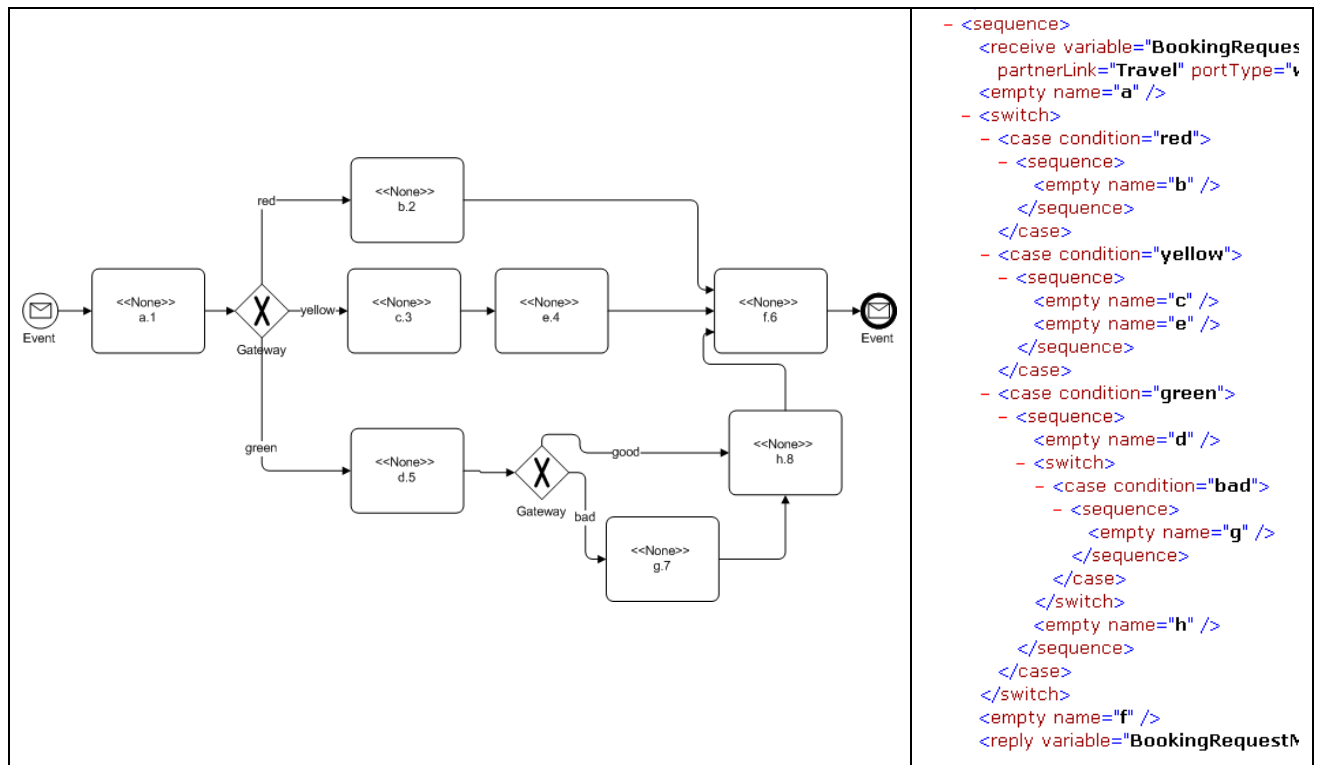 <<None>>
b.2
red
<<None>>
a.1
Event
Gateway
yellow
<<None>>
c.3
<<None>>
e.4
<<None>>
f.6
Event
green
<<None>>
d.5
Gateway
good
bad
<<None>>
h.8
<<None>>
g.7
- <sequence>
<receive variable="BookingReques
partnerLink="Travel" portType="
<empty name="a" />
- <switch>
- <case condition="red">
- <sequence>
<empty name="b" />
</sequence>
</case>
- <case condition="yellow">
- <sequence>
<empty name="c" />
<empty name="e" />
</sequence>
</case>
- <case condition="green">
- <sequence>
<empty name="d" />
- <switch>
- <case condition="bad">
- <sequence>
<empty name="g" />
</sequence>
</case>
</switch>
<empty name="h" />
</sequence>
</case>
</switch>
<empty name="f" />
<reply variable="BookingRequest